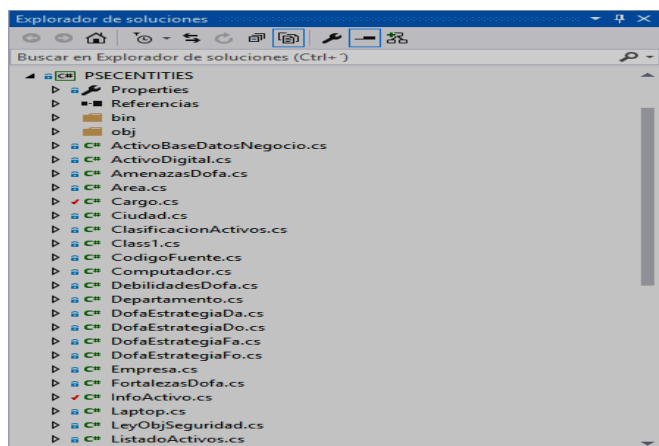 Explorador de soluciones
Buscar en Explorador de soluciones (Ctrl+´)
C# PSECENTITIES
Properties
Referencias
bin
obj
C# ActivoBaseDatosNegocio.cs
C# ActivoDigital.cs
C# AmenazasDofa.cs
C# Area.cs
C# Cargo.cs
C# Ciudad.cs
C# ClasificacionActivos.cs
C# Class1.cs
C# CodigoFuente.cs
C# Computador.cs
C# DebilidadesDofa.cs
C# Departamento.cs
C# DofaEstrategiaDa.cs
C# DofaEstrategiaDo.cs
C# DofaEstrategiaFa.cs
C# DofaEstrategiaFo.cs
C# Empresa.cs
C# FortalezasDofa.cs
C# InfoActivo.cs
C# Laptop.cs
C# LeyObjSeguridad.cs
C# ListadoActivos.cs